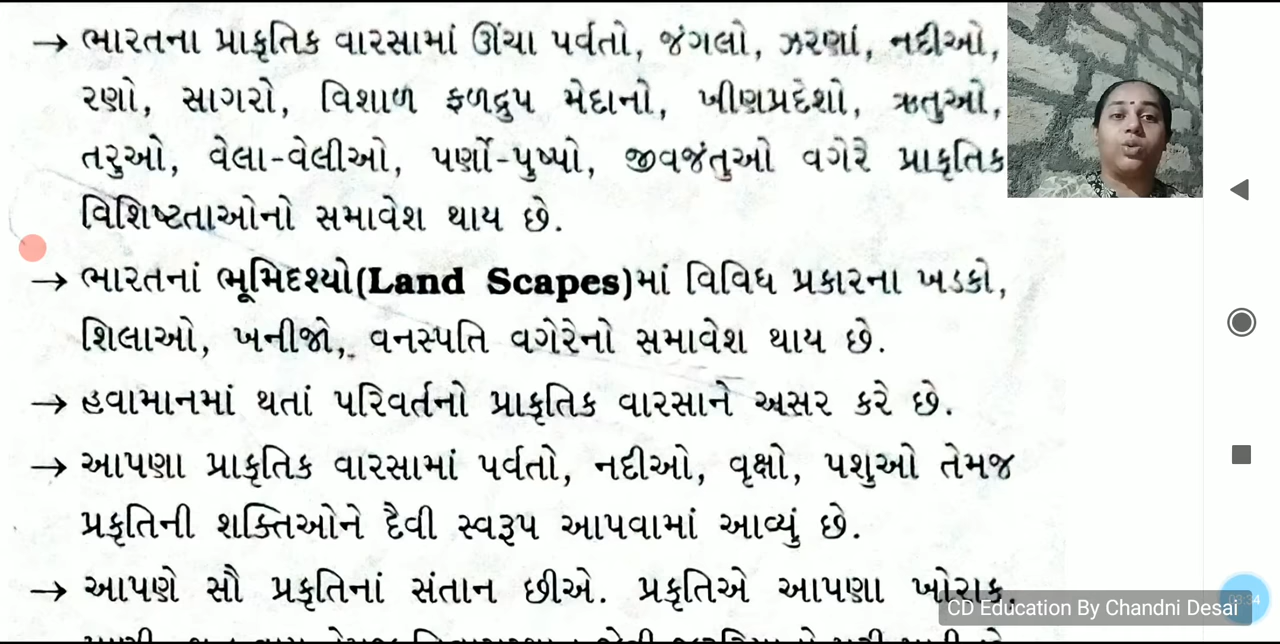 → ભારતના પ્રાકૃતિક વારસામાં ઊંચા પર્વતો, જંગલો, ઝરણાં, નદીઓ,
રણો, સાગરો, વિશાળ ફળદ્રુપ મેદાનો, ખીણપ્રદેશો, ઋતુઓ,
તરુઓ, વેલા-વેલીઓ, પર્ણો-પુષ્પો, જીવજંતુઓ વગેરે પ્રાકૃતિક
વિશિષ્ટતાઓનો સમાવેશ થાય છે.
→ ભારતનાં ભૂમિદશ્યો(Land Scapes)માં વિવિધ પ્રકારના ખડકો,
શિલાઓ, ખનીજો, વનસ્પતિ વગેરેનો સમાવેશ થાય છે.
→ હવામાનમાં થતાં પરિવર્તનો પ્રાકૃતિક વારસાને અસર કરે છે.
→ આપણા પ્રાકૃતિક વારસામાં પર્વતો, નદીઓ, વૃક્ષો, પશુઓ તેમજ
પ્રકૃતિની શક્તિઓને દૈવી સ્વરૂપ આપવામાં આવ્યું છે.
→ આપણે સૌ પ્રકૃતિનાં સંતાન છીએ. પ્રકૃતિએ આપણા ખોરાક,
CD Education By Chandni Desai
03:34